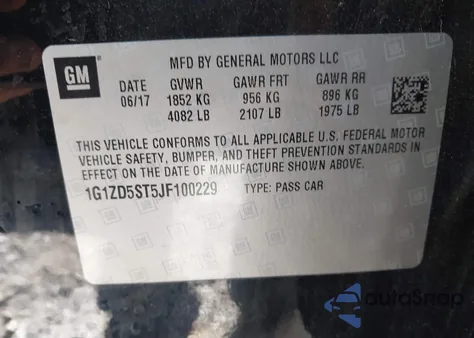 GM
MFD BY GENERAL MOTORS LLC
DATE GVWR GAWR FRT GAWR RR
06/17 1852 KG 956 KG 896 KG
4082 LB 2107 LB 1975 LB
THIS VEHICLE CONFORMS TO ALL APPLICABLE U.S. FEDERAL MOTOR
VEHICLE SAFETY, BUMPER, AND THEFT PREVENTION STANDARDS IN
EFFECT ON THE DATE OF MANUFACTURE SHOWN ABOVE.
1G1ZD5ST5JF100229 TYPE: PASS CAR
AutoSnap